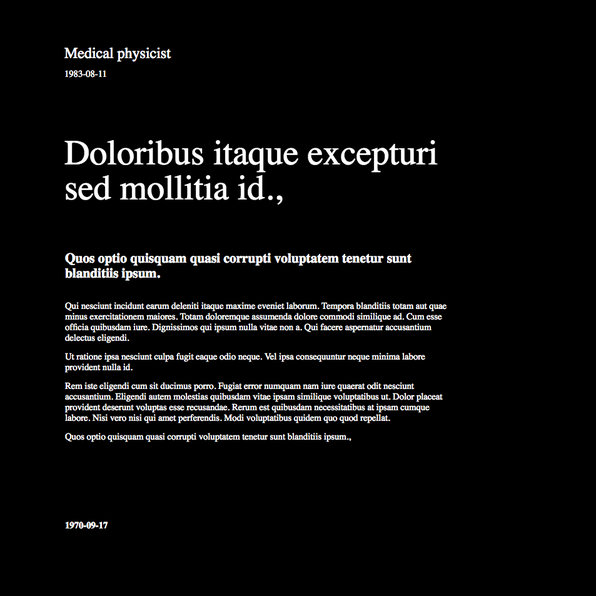 Medical physicist
1983-08-11
Doloribus itaque excepturi
sed mollitia id.,
Quos optio quisquam quasi corrupti voluptatem tenetur sunt
blanditiis ipsum.
Qui nesciunt incidunt earum deleniti itaque maxime eveniet laborum. Tempora blanditiis totam aut quae
minus exercitationem maiores. Totam doloremque assumenda dolore commodi similique ad. Cum esse
officia quibusdam iure. Dignissimos qui ipsum nulla vitae non a. Qui facere aspernatur accusantium
delectus eligendi.
Ut ratione ipsa nesciunt culpa fugit eaque odio neque. Vel ipsa consequuntur neque minima labore
provident nulla id.
Rem iste eligendi cum sit ducimus porro. Fugiat error numquam nam iure quaerat odit nesciunt
accusantium. Eligendi autem molestias quibusdam vitae ipsam similique voluptatibus ut. Dolor placeat
provident deserunt voluptas esse recusandae. Rerum est quibusdam necessitatibus at ipsam cumque
labore. Nisi vero nisi qui amet perferendis. Modi voluptatibus quidem quo quod repellat.
Quos optio quisquam quasi corrupti voluptatem tenetur sunt blanditiis ipsum.,
1970-09-17